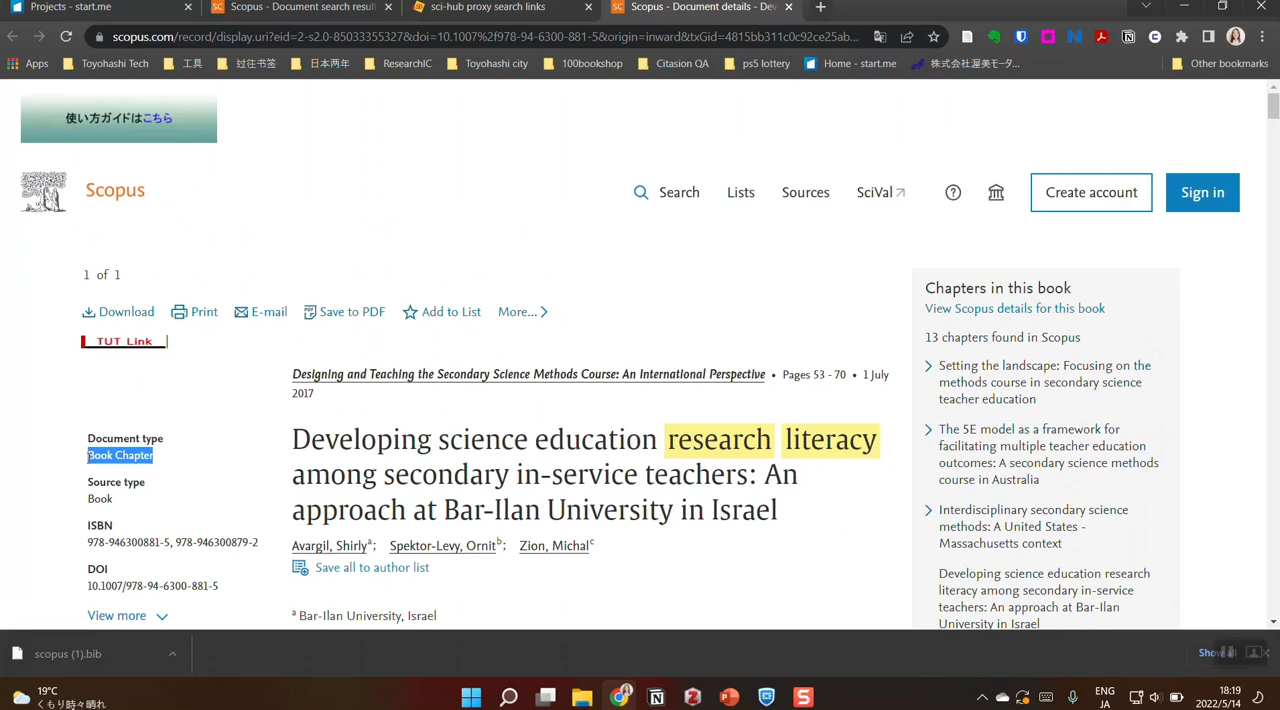 Projects - start.me
Scopus - Document search result
sci-hub proxy search links
Scopus - Document details - Dev
scopus.com/record/display.uri?eid=2-s2.0-85033355327&doi=10.1007%2f978-94-6300-881-5&origin=inward&txGid=4815bb311c0c92ce25ab...
Apps
Toyohashi Tech
工具
过往书签
日本两年
ResearchIC
Toyohashi city
100bookshop
Citasion QA
ps5 lottery
Home - start.me
株式会社渥美モータ...
Other bookmarks
使い方ガイドはこちら
Scopus
Search
Lists
Sources
SciVal
Create account
Sign in
1 of 1
Download
Print
E-mail
Save to PDF
Add to List
More...
TUT Link
Designing and Teaching the Secondary Science Methods Course: An International Perspective • Pages 53 - 70 • 1 July
2017
Document type
Book Chapter
Source type
Book
ISBN
978-946300881-5, 978-946300879-2
DOI
10.1007/978-94-6300-881-5
View more
Developing science education research literacy
among secondary in-service teachers: An
approach at Bar-Ilan University in Israel
Avargil, Shirlyᵃ; Spektor-Levy, Ornitᵇ; Zion, Michalᶜ
Save all to author list
ᵃ Bar-Ilan University, Israel
Chapters in this book
View Scopus details for this book
13 chapters found in Scopus
Setting the landscape: Focusing on the
methods course in secondary science
teacher education
The 5E model as a framework for
facilitating multiple teacher education
outcomes: A secondary science methods
course in Australia
Interdisciplinary secondary science
methods: A United States -
Massachusetts context
Developing science education research
literacy among secondary in-service
teachers: An approach at Bar-Ilan
University in Israel
scopus (1).bib
Show all
19°C
くもり時々晴れ
ENG
JA
18:19
2022/5/14